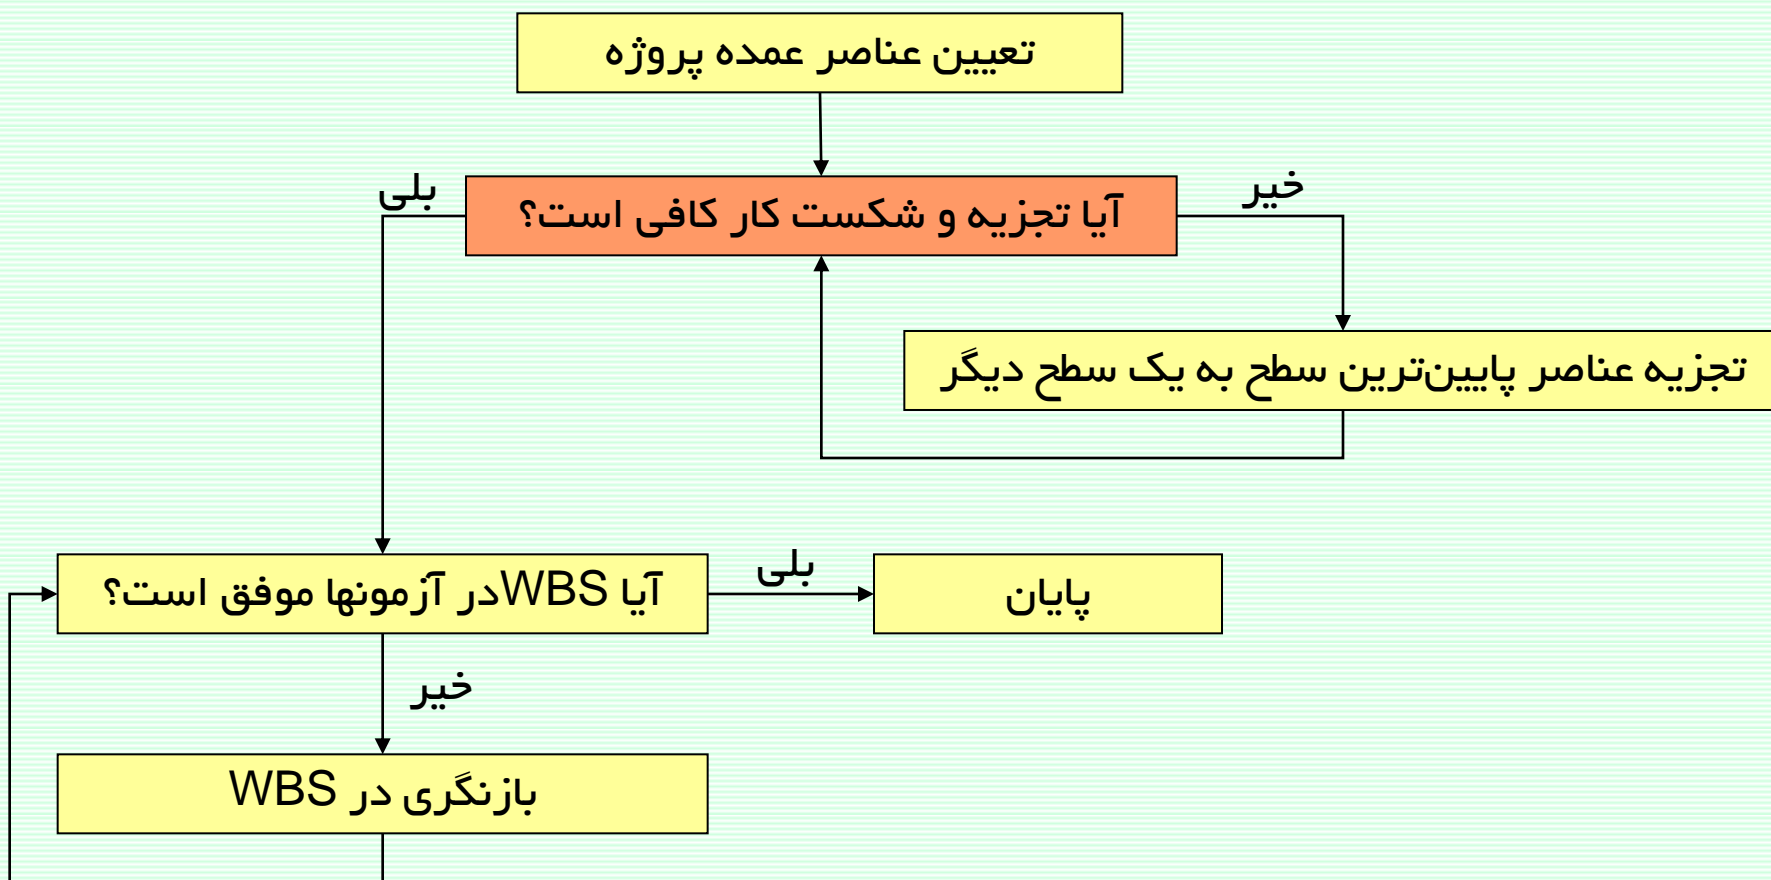 تعیین عناصر عمده پروژه
بلی
خیر
آیا تجزیه و شکست کار کافی است؟
تجزیه عناصر پایین‌ترین سطح به یک سطح دیگر
آیا WBSدر آزمونها موفق است؟
بلی
پایان
خیر
بازنگری در WBS